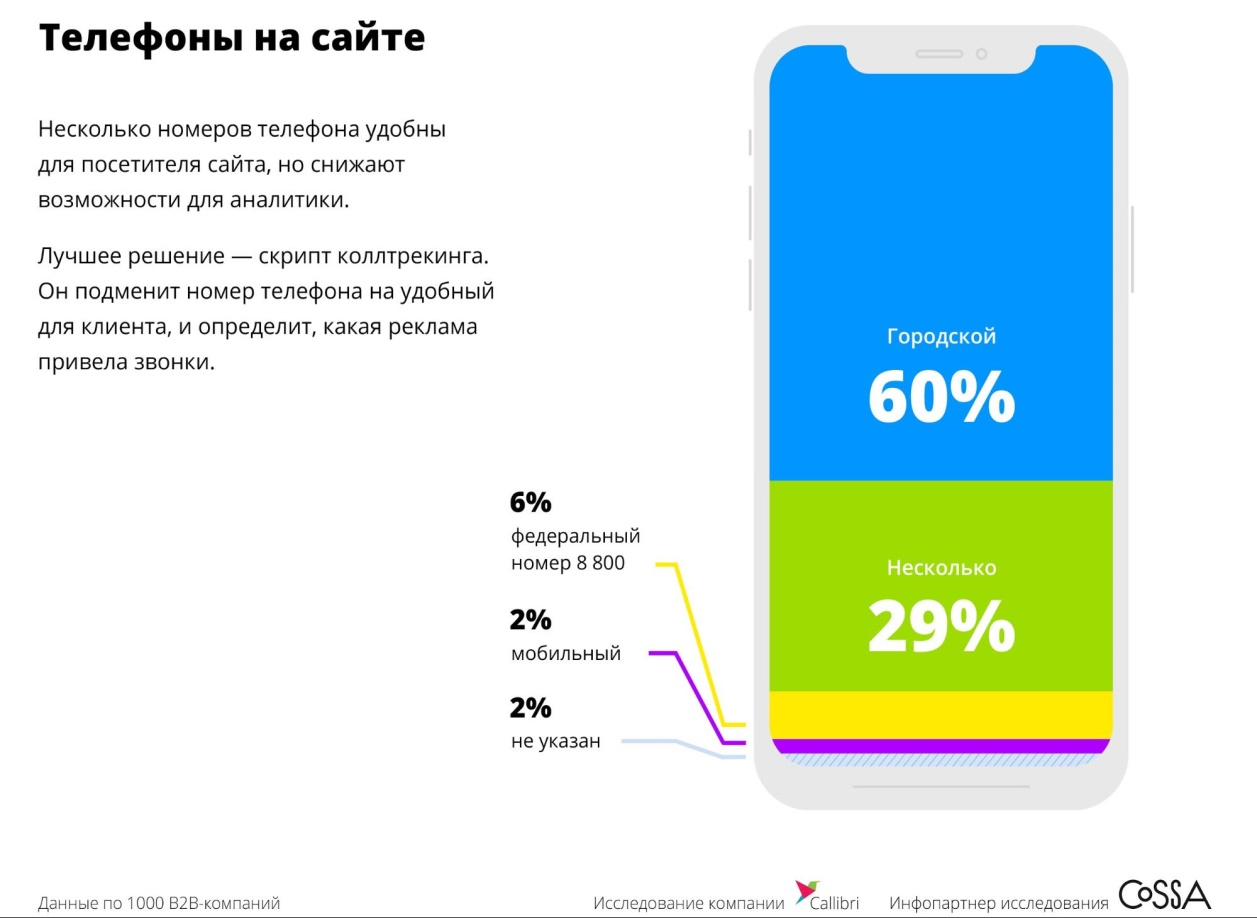 Телефоны на сайте
Несколько номеров телефона удобны
для посетителя сайта, но снижают
возможности для аналитики.
Лучшее решение — скрипт коллтрекинга.
Он подменит номер телефона на удобный
для клиента, и определит, какая реклама
привела звонки.
Городской
60%
Несколько
29%
6%
федеральный
номер 8 800
2%
мобильный
2%
не указан
Данные по 1000 B2B-компаний
Исследование компании Callibri
Инфопартнер исследования CoSSA